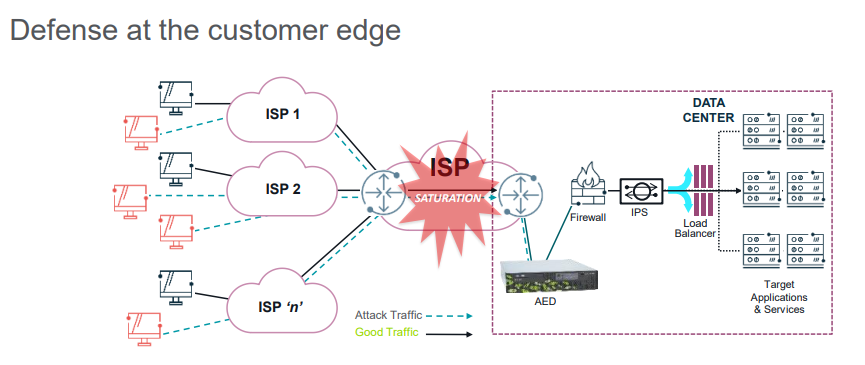 Defense at the customer edge
DATA
CENTER
ISP 1
ISP
SATURATION
ISP 2
Firewall
IPS
Load
Balancer
AED
ISP ‘n’
Target
Applications
& Services
Attack Traffic
Good Traffic